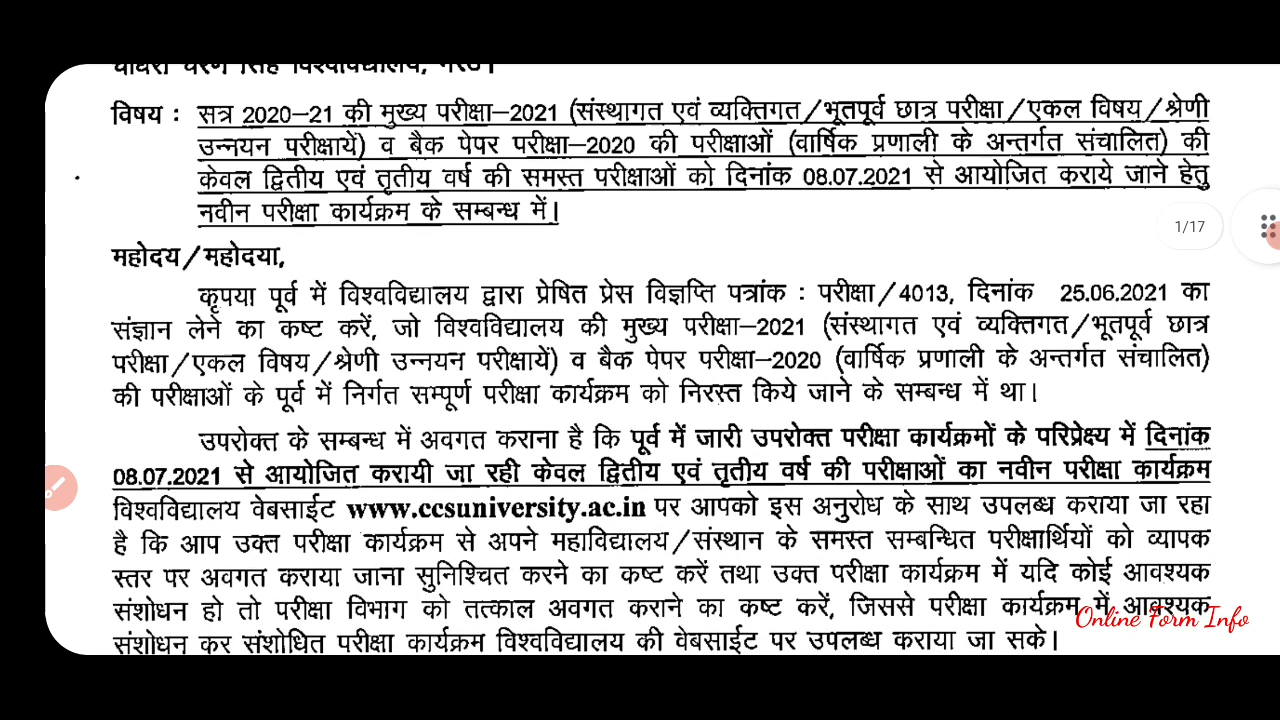 चौधरी चरण सिंह विश्वविद्यालय, मेरठ।
विषय : सत्र 2020–21 की मुख्य परीक्षा–2021 (संस्थागत एवं व्यक्तिगत/भूतपूर्व छात्र परीक्षा/एकल विषय/श्रेणी
उन्नयन परीक्षायें) व बैक पेपर परीक्षा–2020 की परीक्षाओं (वार्षिक प्रणाली के अन्तर्गत संचालित) की
केवल द्वितीय एवं तृतीय वर्ष की समस्त परीक्षाओं को दिनांक 08.07.2021 से आयोजित कराये जाने हेतु
नवीन परीक्षा कार्यक्रम के सम्बन्ध में।
1/17
महोदय/महोदया,
कृपया पूर्व में विश्वविद्यालय द्वारा प्रेषित प्रेस विज्ञप्ति पत्रांक : परीक्षा/4013, दिनांक 25.06.2021 का
संज्ञान लेने का कष्ट करें, जो विश्वविद्यालय की मुख्य परीक्षा–2021 (संस्थागत एवं व्यक्तिगत/भूतपूर्व छात्र
परीक्षा/एकल विषय/श्रेणी उन्नयन परीक्षायें) व बैक पेपर परीक्षा–2020 (वार्षिक प्रणाली के अन्तर्गत संचालित)
की परीक्षाओं के पूर्व में निर्गत सम्पूर्ण परीक्षा कार्यक्रम को निरस्त किये जाने के सम्बन्ध में था।
उपरोक्त के सम्बन्ध में अवगत कराना है कि पूर्व में जारी उपरोक्त परीक्षा कार्यक्रमों के परिप्रेक्ष्य में दिनांक
08.07.2021 से आयोजित करायी जा रही केवल द्वितीय एवं तृतीय वर्ष की परीक्षाओं का नवीन परीक्षा कार्यक्रम
विश्वविद्यालय वेबसाईट www.ccsuniversity.ac.in पर आपको इस अनुरोध के साथ उपलब्ध कराया जा रहा
है कि आप उक्त परीक्षा कार्यक्रम से अपने महाविद्यालय/संस्थान के समस्त सम्बन्धित परीक्षार्थियों को व्यापक
स्तर पर अवगत कराया जाना सुनिश्चित करने का कष्ट करें तथा उक्त परीक्षा कार्यक्रम में यदि कोई आवश्यक
संशोधन हो तो परीक्षा विभाग को तत्काल अवगत कराने का कष्ट करें, जिससे परीक्षा कार्यक्रम में आवश्यक
Online Form Info
संशोधन कर संशोधित परीक्षा कार्यक्रम विश्वविद्यालय की वेबसाईट पर उपलब्ध कराया जा सके।